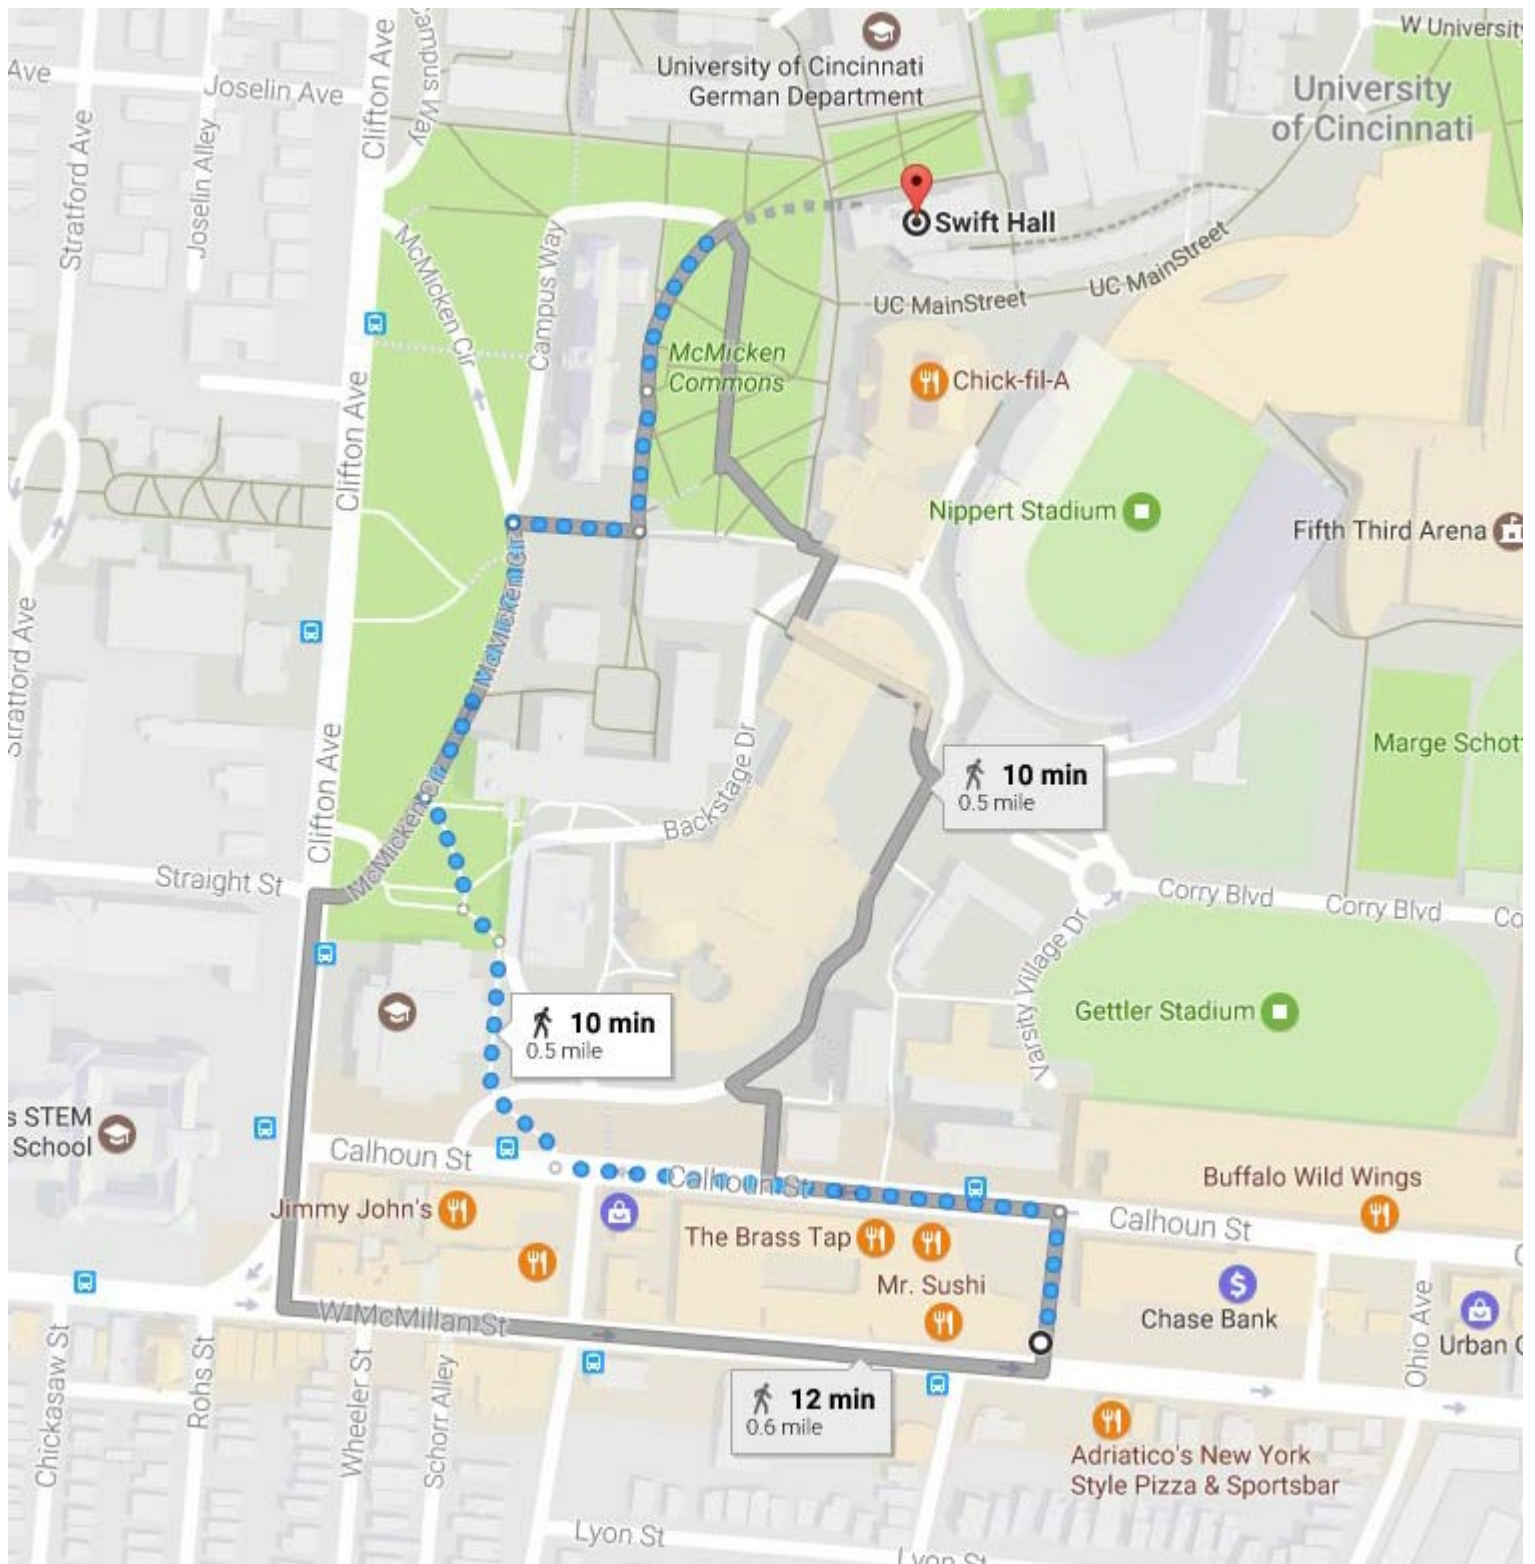 W University
Ave
Joselin Ave
Clifton Ave
Campus Way
University of Cincinnati
German Department
University
of Cincinnati
Stratford Ave
Joselin Alley
Swift Hall
McMicken Cir
Campus Way
UC MainStreet
UC MainStreet
McMicken
Commons
Chick-fil-A
Clifton Ave
Nippert Stadium
Fifth Third Arena
McMicken Cir
Stratford Ave
Marge Schott
10 min
0.5 mile
Clifton Ave
Backstage Dr
McMicken Cir
Straight St
Corry Blvd
Corry Blvd
Co
Varsity Village Dr
Gettler Stadium
10 min
0.5 mile
s STEM
School
Calhoun St
Calhoun St
Buffalo Wild Wings
Jimmy John's
The Brass Tap
Calhoun St
Mr. Sushi
W McMillan St
Chase Bank
Ohio Ave
Urban
12 min
0.6 mile
Chickasaw St
Rohs St
Wheeler St
Schorr Alley
Adriatico's New York
Style Pizza & Sportsbar
Lyon St
Lyon St